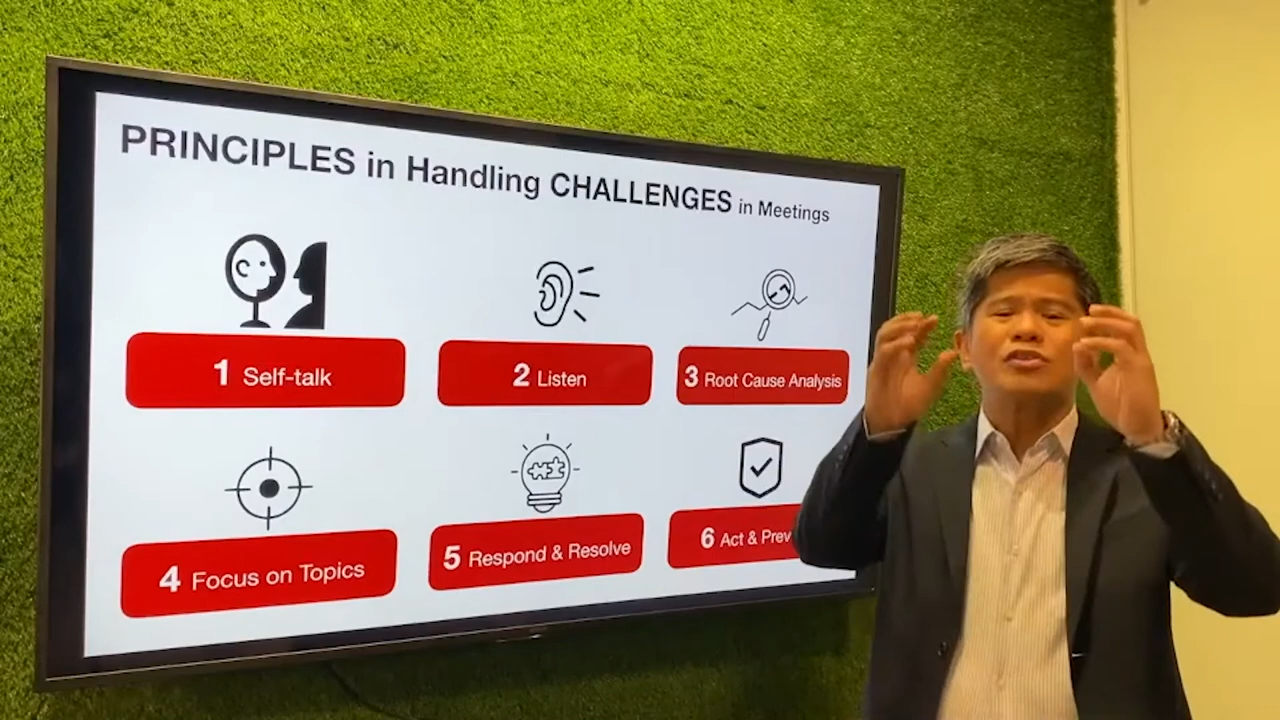 PRINCIPLES in Handling CHALLENGES in Meetings
1 Self-talk
2 Listen
3 Root Cause Analysis
4 Focus on Topics
5 Respond & Resolve
6 Act & Prev